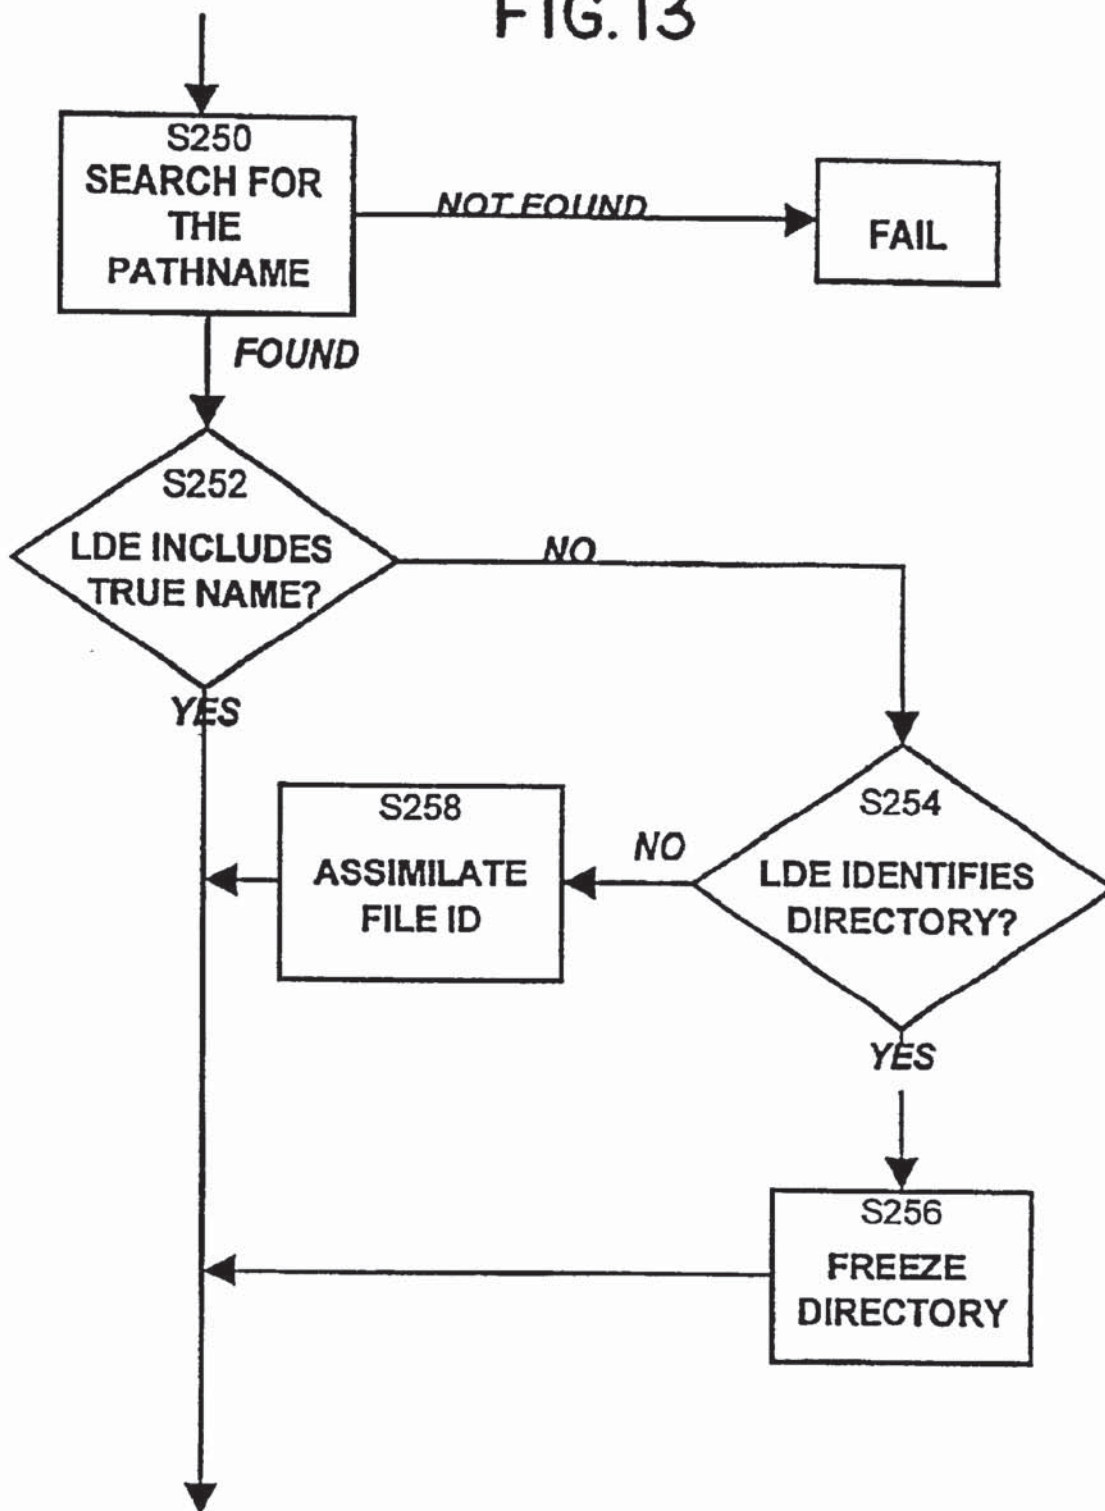 FIG. 13
S250
SEARCH FOR
THE
PATHNAME
NOT FOUND
FAIL
FOUND
S252
LDE INCLUDES
TRUE NAME?
NO
YES
S258
ASSIMILATE
FILE ID
NO
S254
LDE IDENTIFIES
DIRECTORY?
YES
S256
FREEZE
DIRECTORY